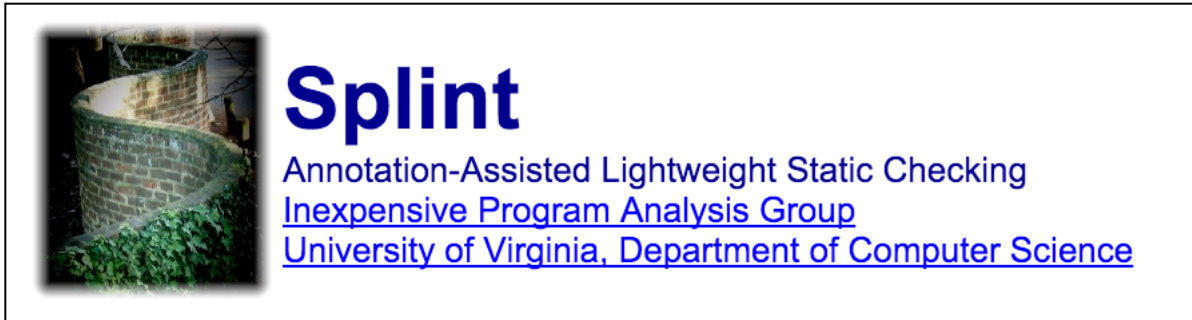 Splint
Annotation-Assisted Lightweight Static Checking
Inexpensive Program Analysis Group
University of Virginia, Department of Computer Science